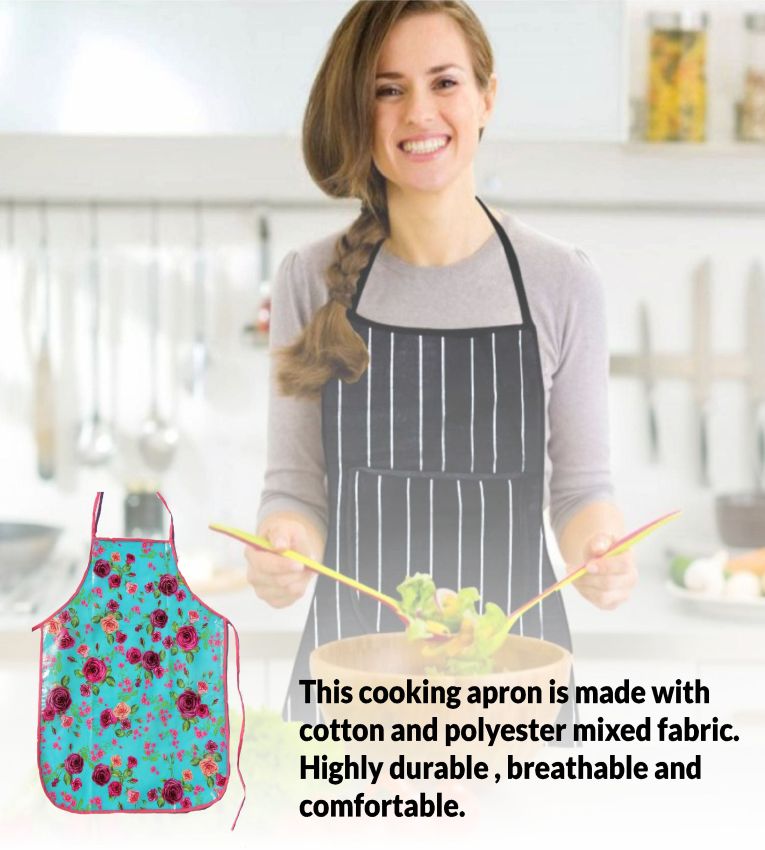 This cooking apron is made with
cotton and polyester mixed fabric.
Highly durable , breathable and
comfortable.